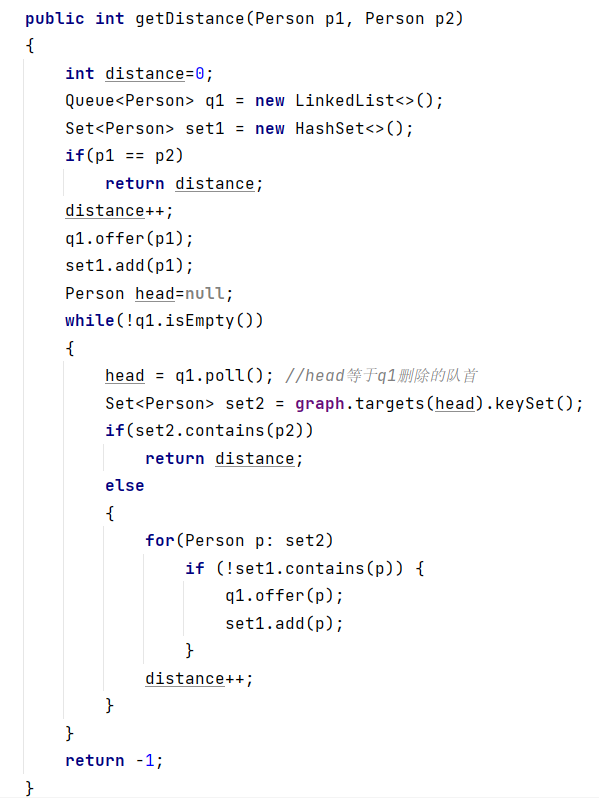 public int getDistance(Person p1, Person p2)
{
    int distance=0;
    Queue<Person> q1 = new LinkedList<>();
    Set<Person> set1 = new HashSet<>();
    if(p1 == p2)
        return distance;
    distance++;
    q1.offer(p1);
    set1.add(p1);
    Person head=null;
    while(!q1.isEmpty())
    {
        head = q1.poll(); //head等于q1删除的队首
        Set<Person> set2 = graph.targets(head).keySet();
        if(set2.contains(p2))
            return distance;
        else
        {
            for(Person p: set2)
                if (!set1.contains(p)) {
                    q1.offer(p);
                    set1.add(p);
                }
            distance++;
        }
    }
    return -1;
}